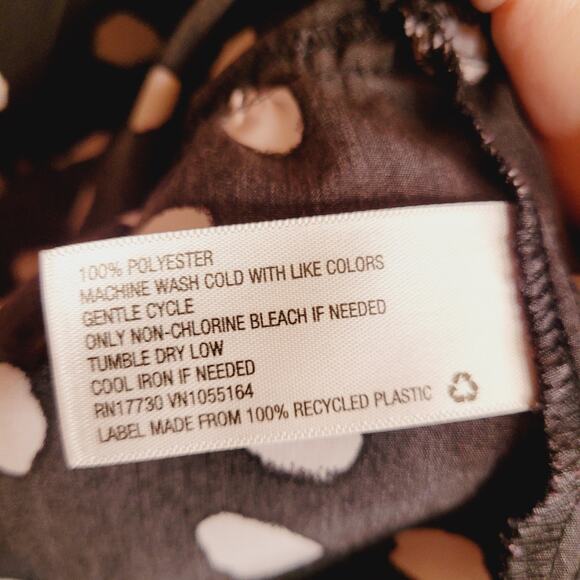 100% POLYESTER
MACHINE WASH COLD WITH LIKE COLORS
GENTLE CYCLE
ONLY NON-CHLORINE BLEACH IF NEEDED
TUMBLE DRY LOW
COOL IRON IF NEEDED
RN17730 VN1055164
LABEL MADE FROM 100% RECYCLED PLASTIC